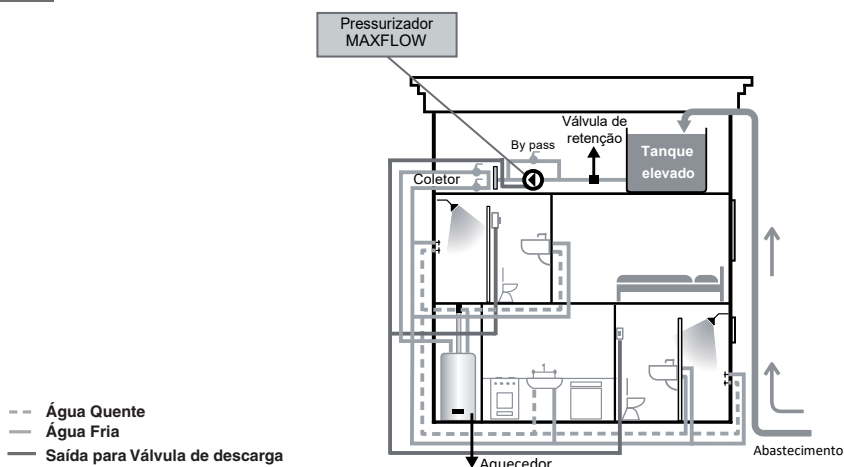 Pressurizador
MAXFLOW
Válvula de
retenção
By pass
Tanque
elevado
Coletor
Água Quente
Água Fria
Saída para Válvula de descarga
Abastecimento
Aquecedor